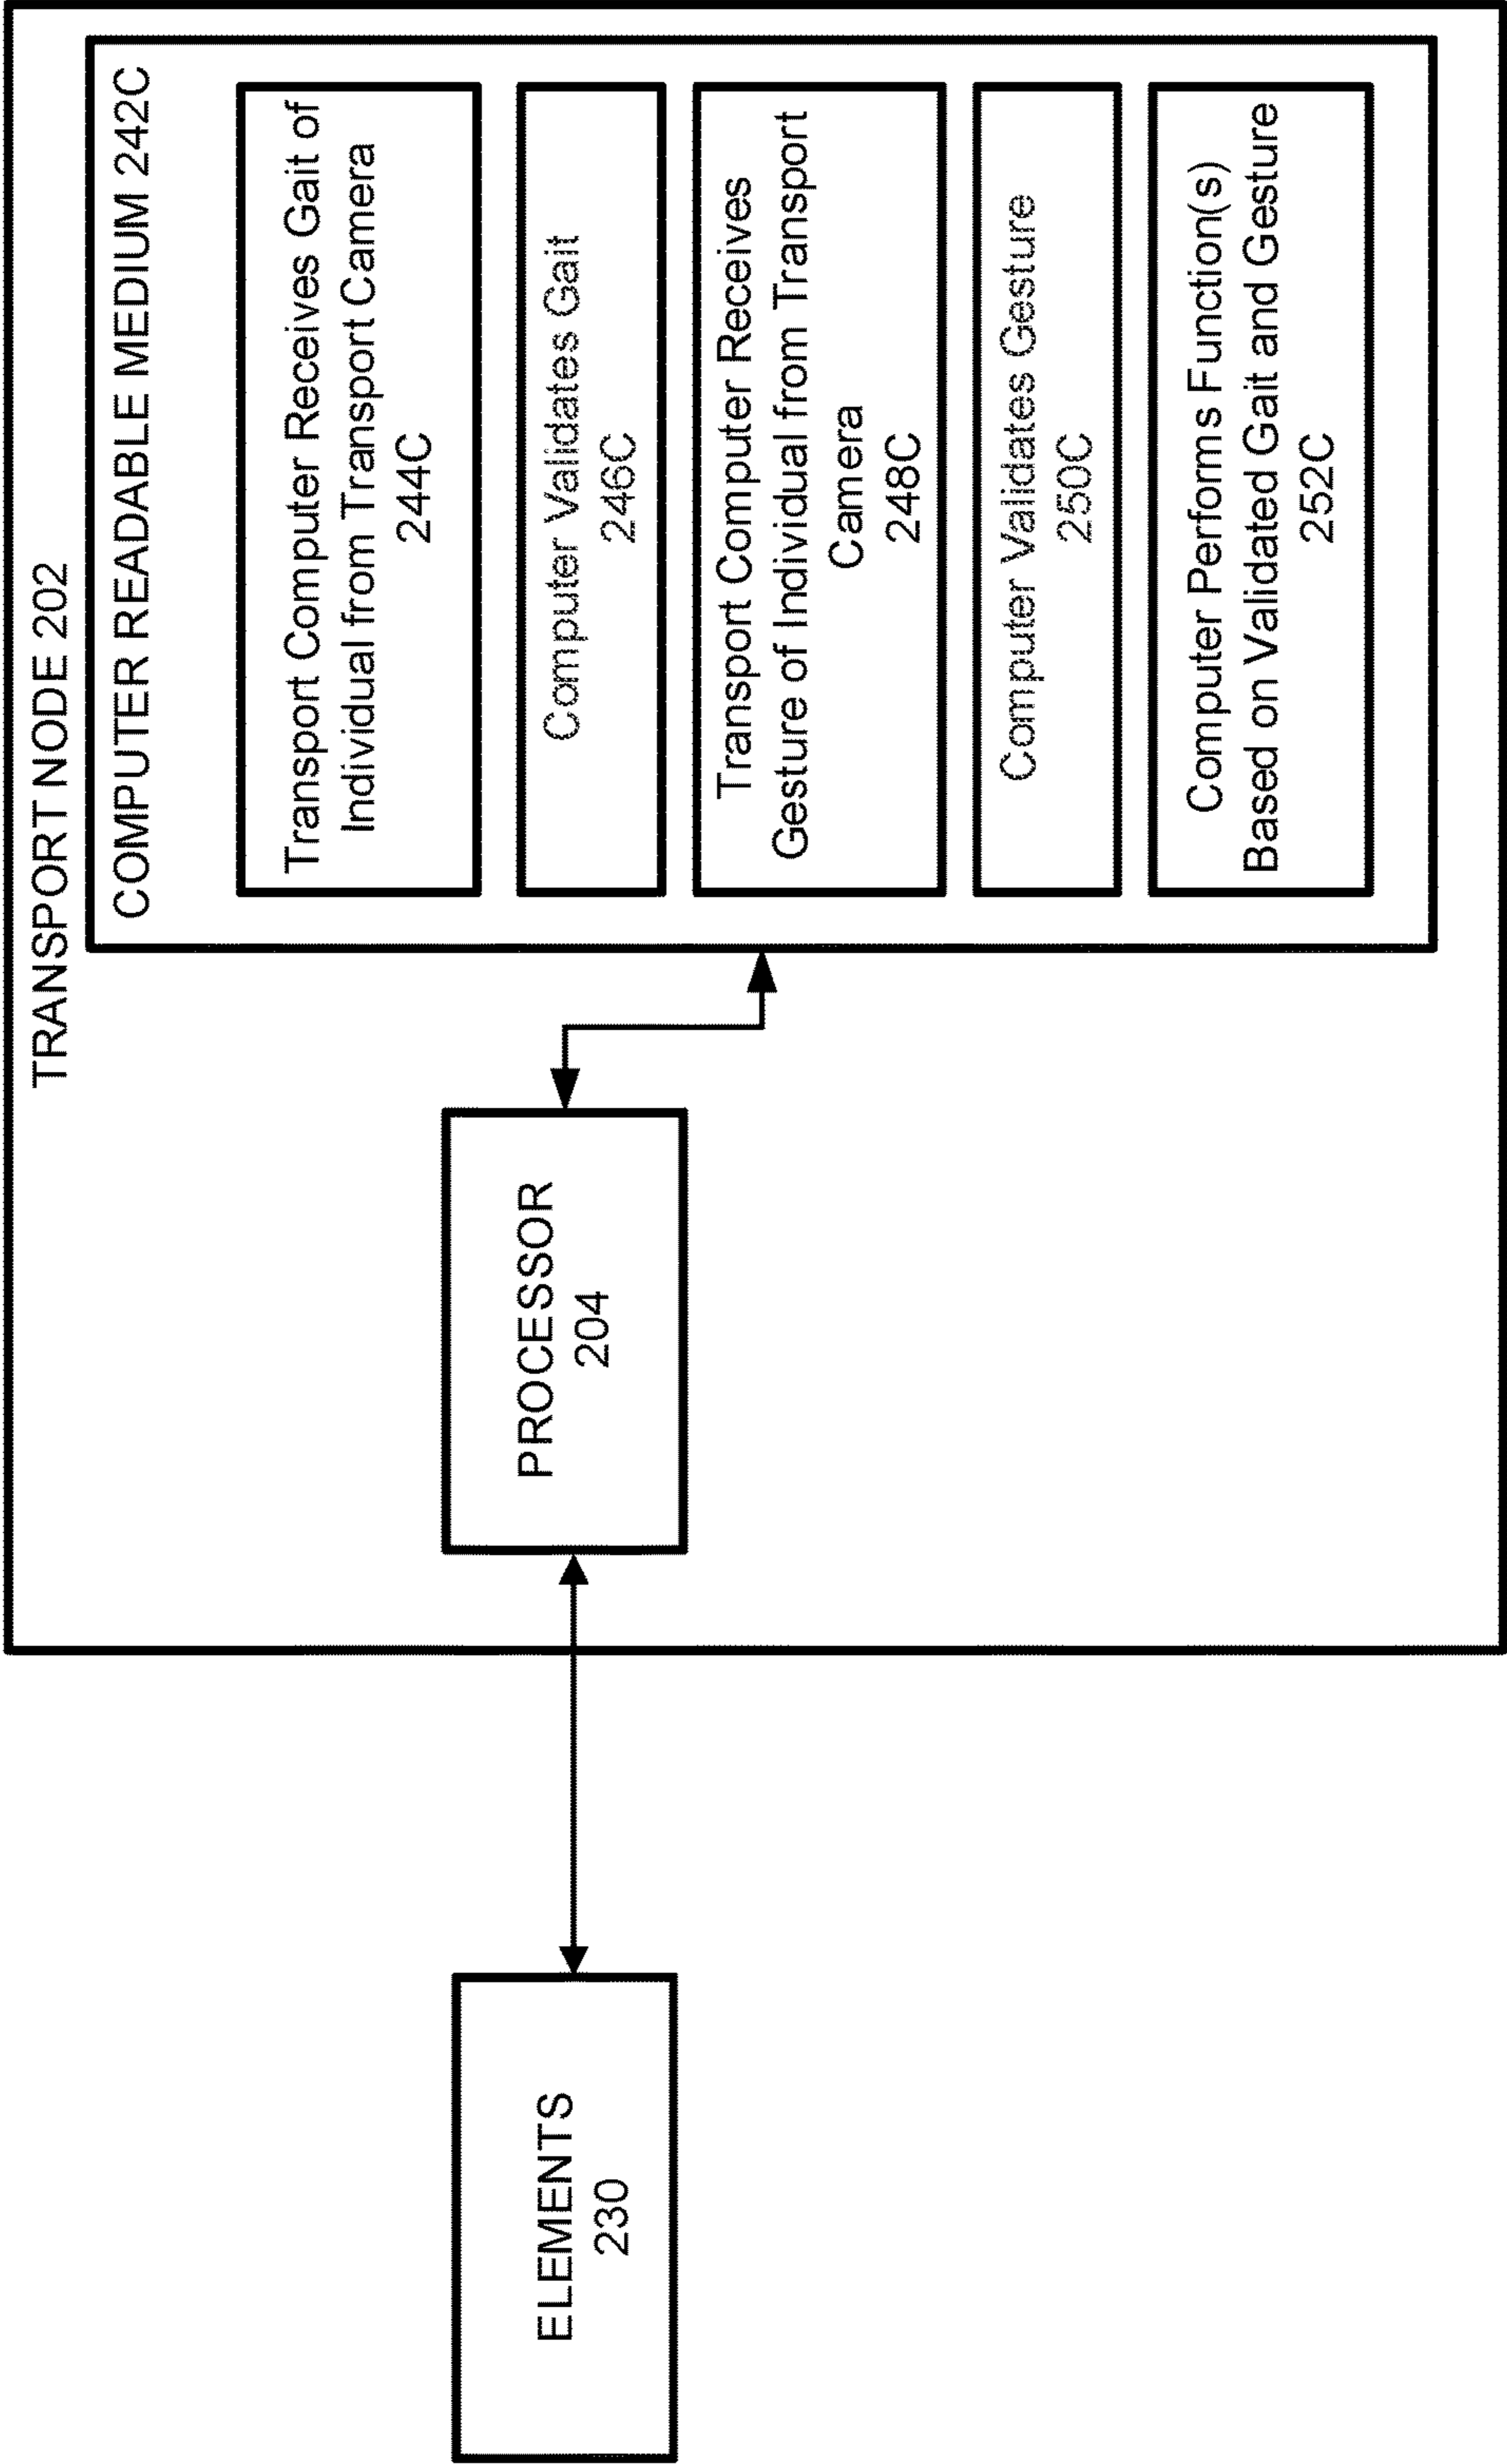 TRANSPORT NODE 202
COMPUTER READABLE MEDIUM 242C
Transport Computer Receives Gait of
Individual from Transport Camera
244C
Computer Validates Gait
246C
Transport Computer Receives
Gesture of Individual from Transport
Camera
248C
Computer Validates Gesture
250C
Computer Performs Function(s)
Based on Validated Gait and Gesture
252C
PROCESSOR
204
ELEMENTS
230